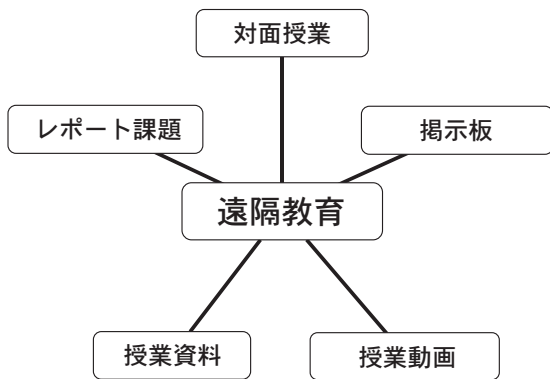 対面授業
レポート課題
掲示板
遠隔教育
授業資料
授業動画